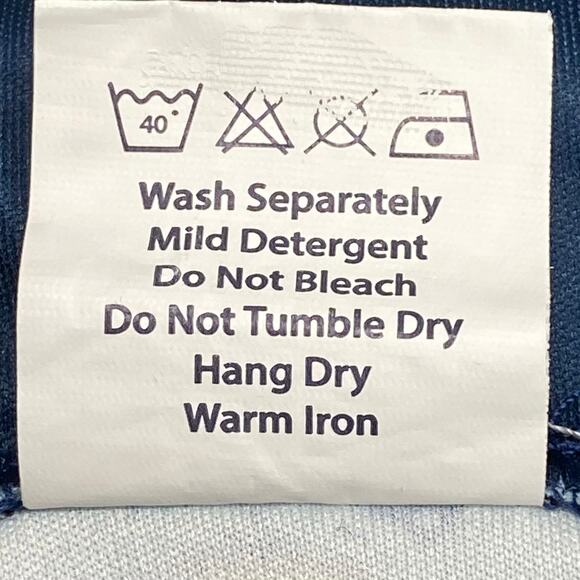 40°
Wash Separately
Mild Detergent
Do Not Bleach
Do Not Tumble Dry
Hang Dry
Warm Iron